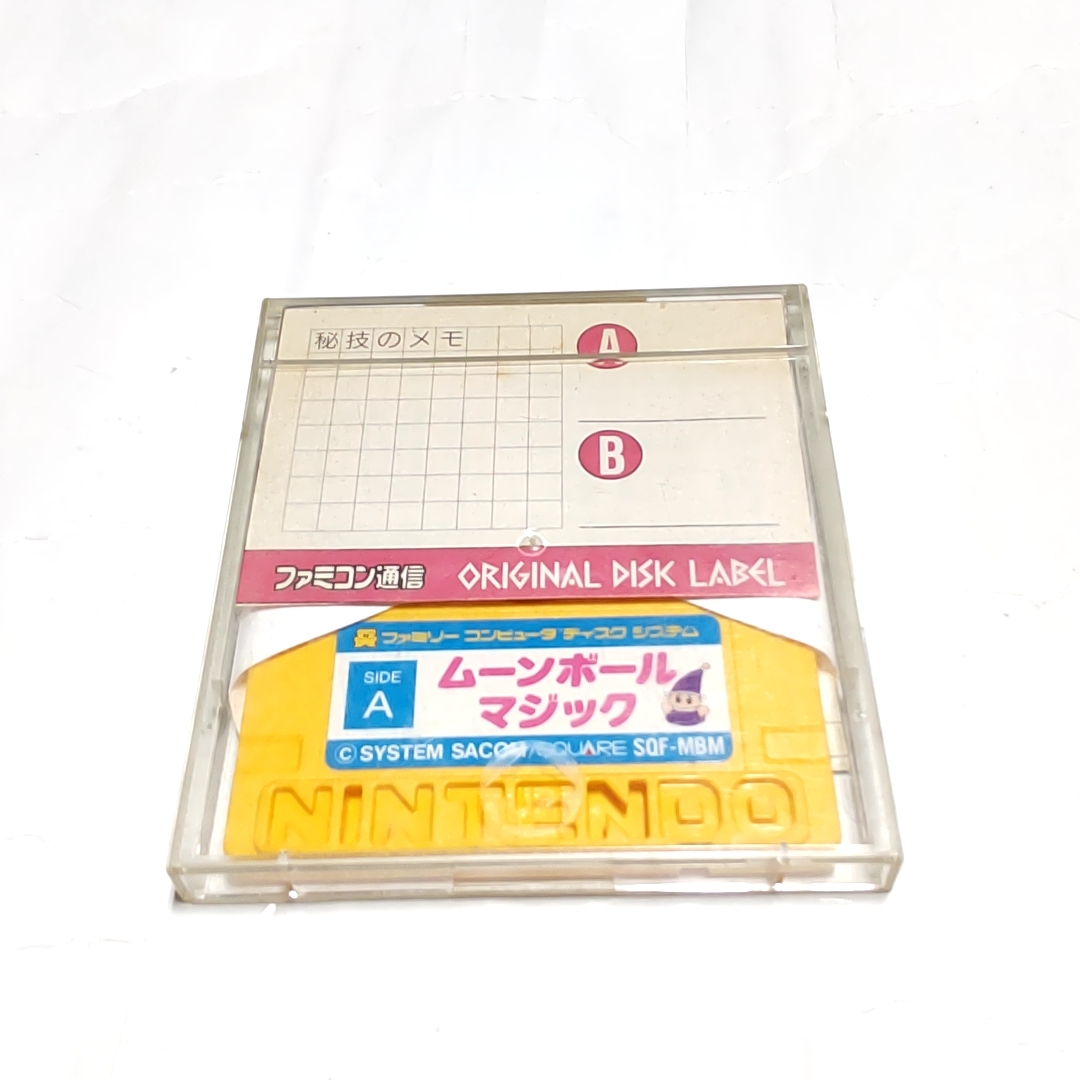 秘技のメモ
A
B
ファミコン通信 ORIGINAL DISK LABEL
ファミリー コンピュータ ディスク システム
SIDE
A
ムーンボール
マジック
©SYSTEM SACOM/SQUARE SQF-MBM
NINTENDO